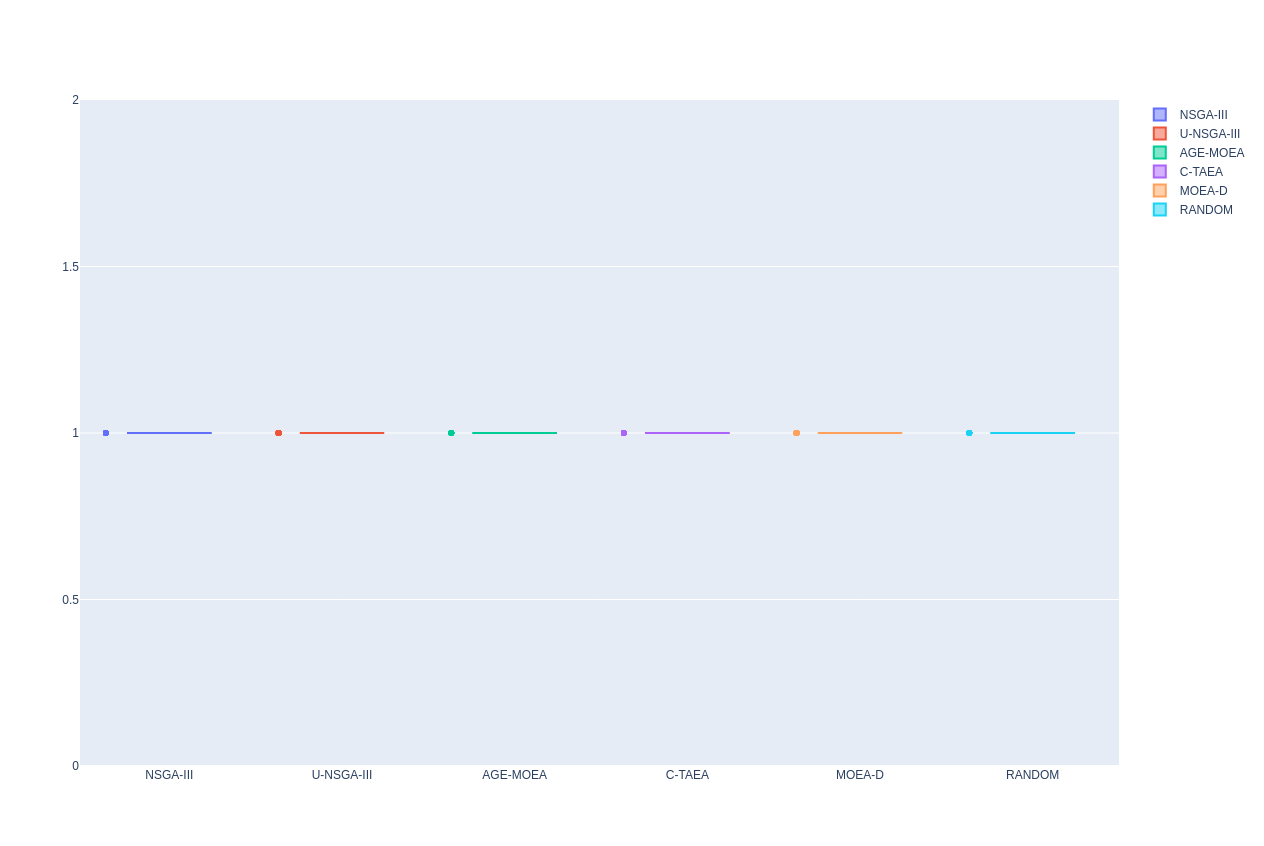 2
1.5
1
0.5
0
NSGA-III
U-NSGA-III
AGE-MOEA
C-TAEA
MOEA-D
RANDOM
NSGA-III
U-NSGA-III
AGE-MOEA
C-TAEA
MOEA-D
RANDOM